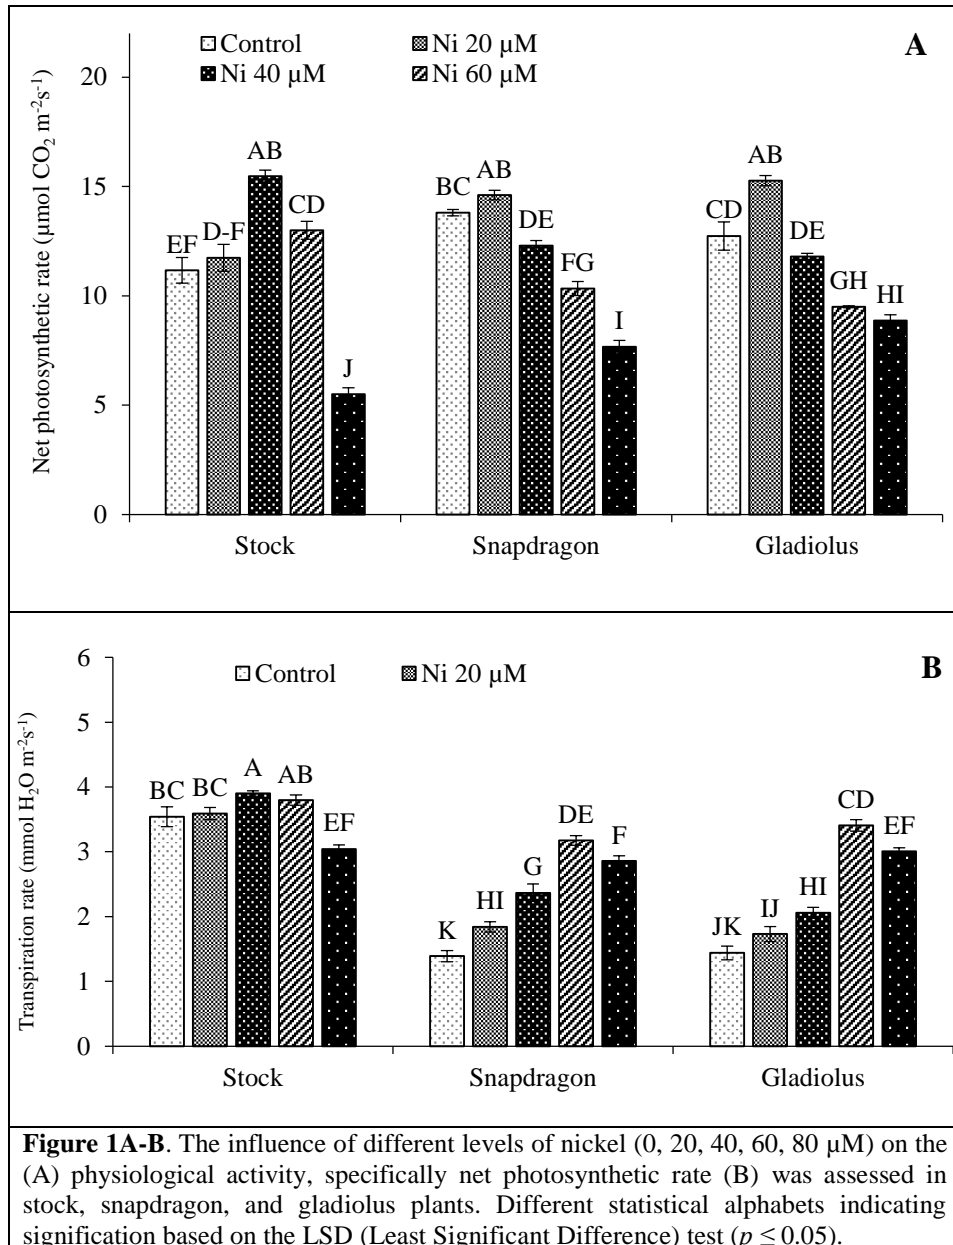 Control
Ni 20 µM
A
Ni 40 µM
Ni 60 µM
20
15
10
5
0
Net photosynthetic rate (µmol CO2 m-2s-1)
EF
D-F
AB
CD
J
BC
AB
DE
FG
I
CD
AB
DE
GH
HI
Stock
Snapdragon
Gladiolus
6
5
4
3
2
1
0
Control
Ni 20 µM
B
Transpiration rate (mmol H2O m-2s-1)
BC
BC
A
AB
EF
K
HI
G
DE
F
JK
IJ
HI
CD
EF
Stock
Snapdragon
Gladiolus
Figure 1A-B. The influence of different levels of nickel (0, 20, 40, 60, 80 µM) on the
(A) physiological activity, specifically net photosynthetic rate (B) was assessed in
stock, snapdragon, and gladiolus plants. Different statistical alphabets indicating
signification based on the LSD (Least Significant Difference) test (p ≤ 0.05).